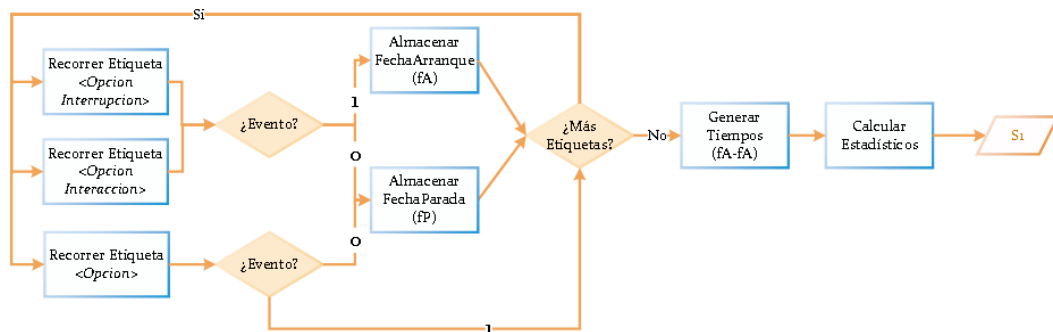 Sí
Recorrer Etiqueta
<Opcion
Interrupcion>
¿Evento?
1
0
Almacenar
FechaArranque
(fA)
Recorrer Etiqueta
<Opcion
Interaccion>
Almacenar
FechaParada
(fP)
¿Más
Etiquetas?
No
Generar
Tiempos
(fA-fA)
Calcular
Estadísticos
S1
Recorrer Etiqueta
<Opcion>
¿Evento?
0
1